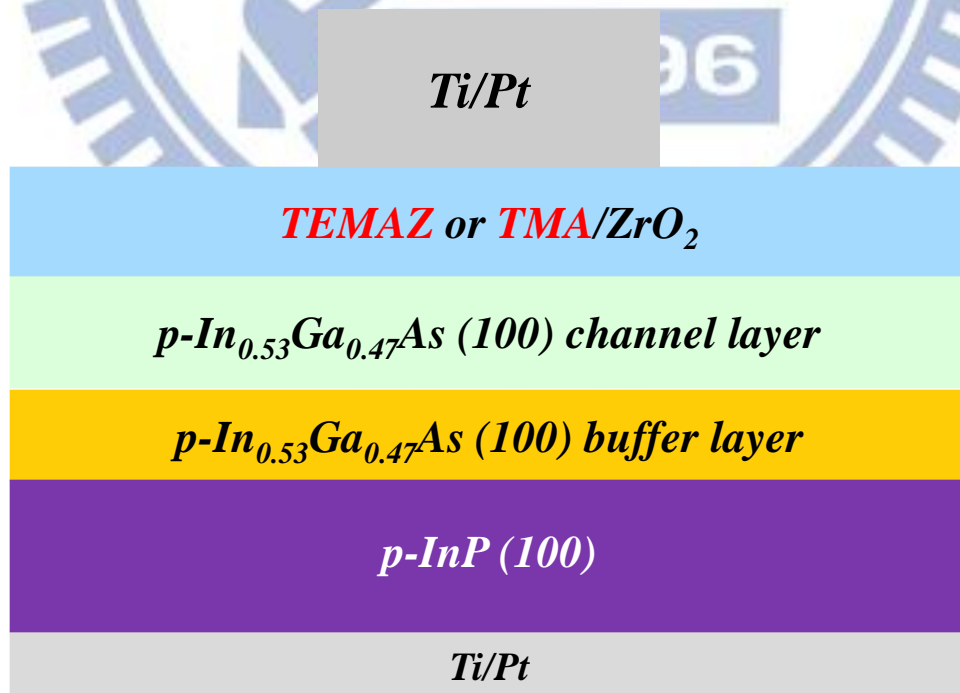 96
Ti/Pt
TEMAZ or TMA/ZrO₂
p-In₀.₅₃Ga₀.₄₇As (100) channel layer
p-In₀.₅₃Ga₀.₄₇As (100) buffer layer
p-InP (100)
Ti/Pt